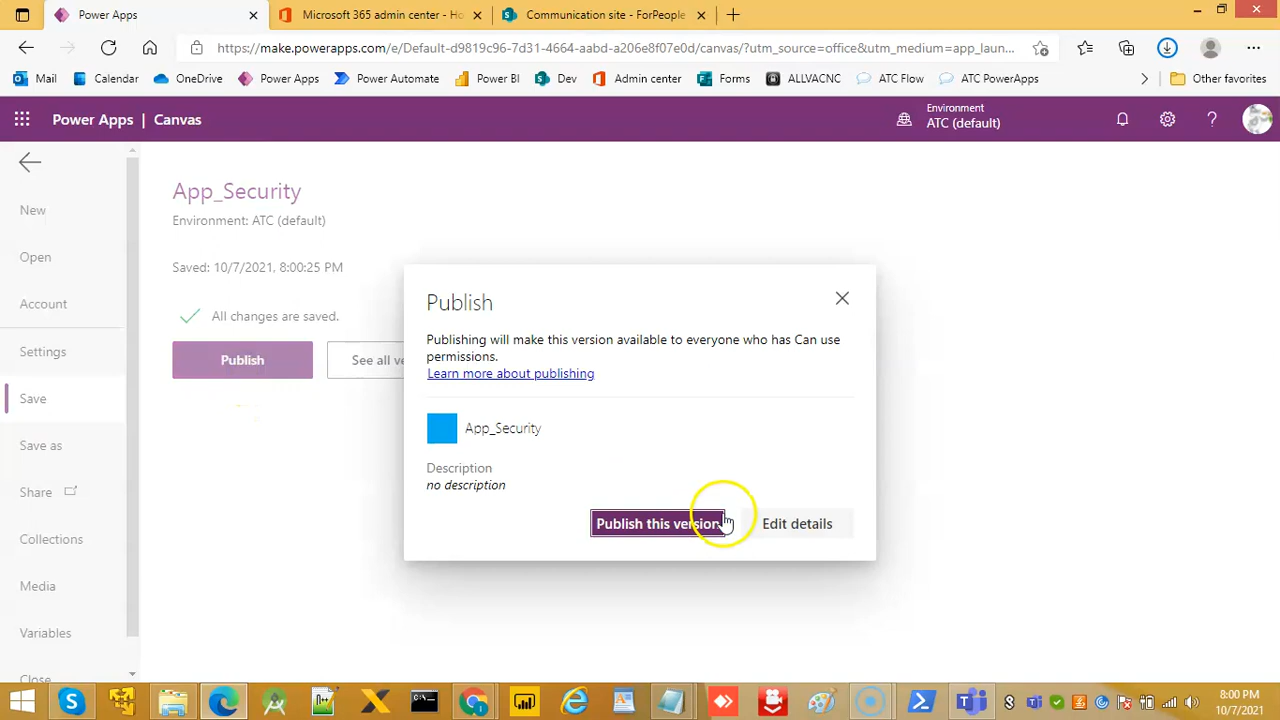 Power Apps
Microsoft 365 admin center - Ho
Communication site - ForPeople
https://make.powerapps.com/e/Default-d9819c96-7d31-4664-aabd-a206e8f07e0d/canvas/?utm_source=office&utm_medium=app_laun...
Mail
Calendar
OneDrive
Power Apps
Power Automate
Power BI
Dev
Admin center
Forms
ALLVACNC
ATC Flow
ATC PowerApps
Other favorites
Power Apps | Canvas
Environment
ATC (default)
New
Open
Account
Settings
Save
Save as
Share
Collections
Media
Variables
Close
App_Security
Environment: ATC (default)
Saved: 10/7/2021, 8:00:25 PM
All changes are saved.
Publish
See all ve
Publish
Publishing will make this version available to everyone who has Can use
permissions.
Learn more about publishing
App_Security
Description
no description
Publish this version
Edit details
8:00 PM
10/7/2021